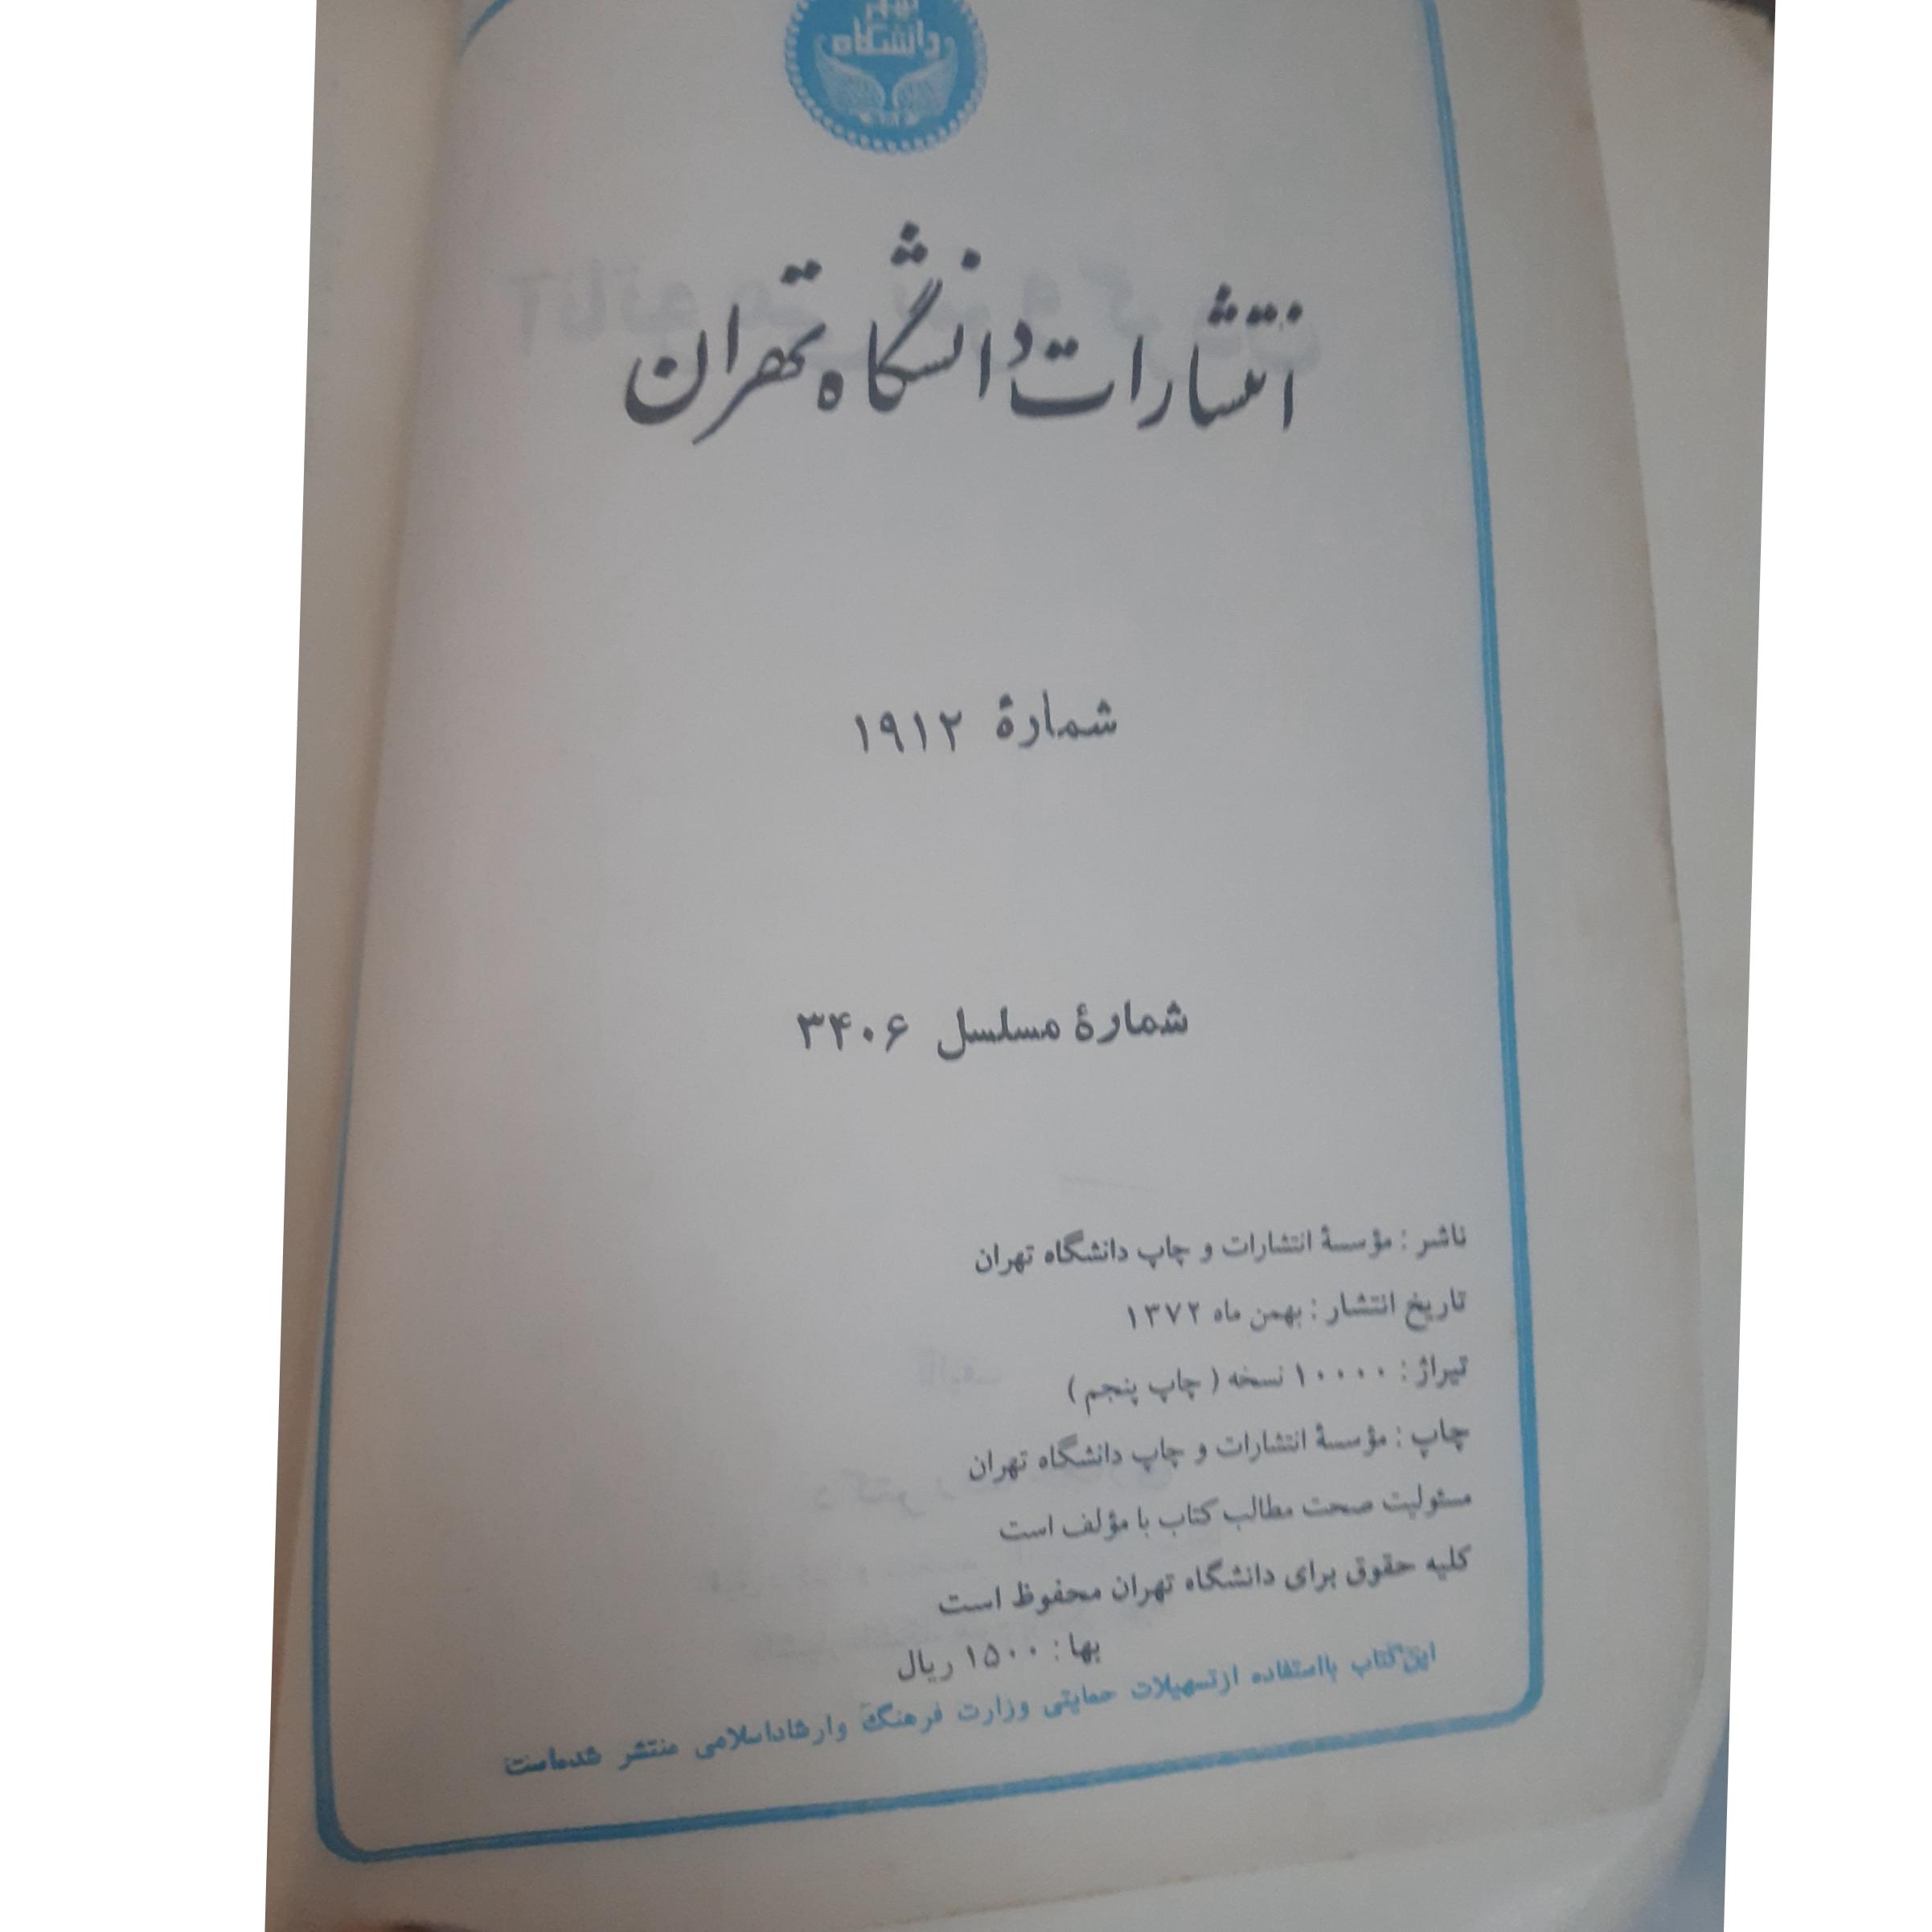 دانشگاه
انتشارات دانشگاه تهران
شمارهٔ ۱۹۱۲
شمارهٔ مسلسل ۳۴۰۶
ناشر : مؤسسهٔ انتشارات و چاپ دانشگاه تهران
تاریخ انتشار : بهمن ماه ۱۳۷۲
تیراژ : ۱۰۰۰۰ نسخه ( چاپ پنجم )
چاپ : مؤسسهٔ انتشارات و چاپ دانشگاه تهران
مسئولیت صحت مطالب کتاب با مؤلف است
کلیه حقوق برای دانشگاه تهران محفوظ است
بها : ۱۵۰۰ ریال
این کتاب بااستفاده ازتسهیلات حمایتی وزارت فرهنگ وارشاداسلامی منتشر شده‌است